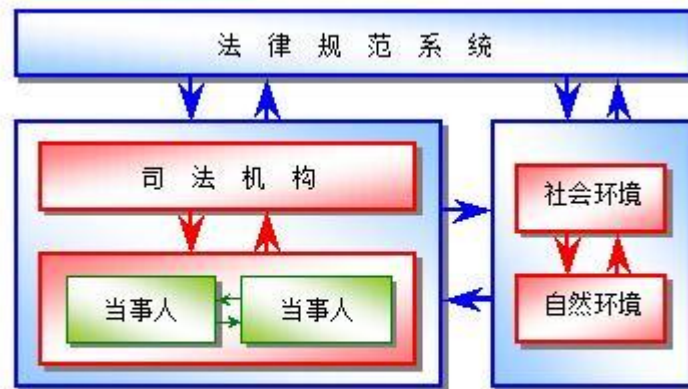 法律规范系统
司法机构
当事人
当事人
社会环境
自然环境